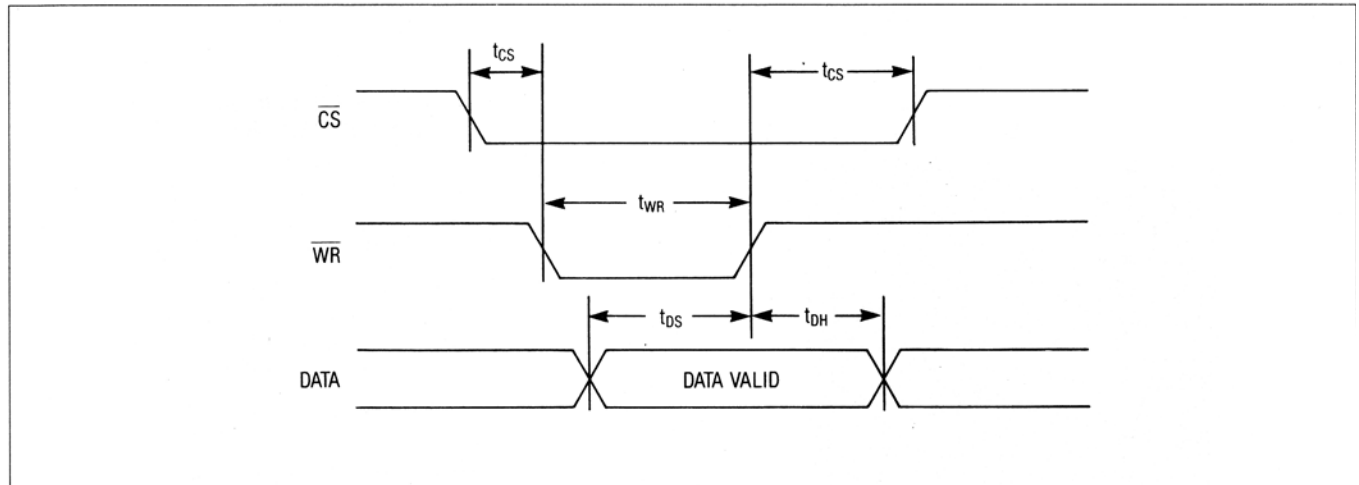 tCS
tCS
CS
tWR
WR
tDS
tDH
DATA
DATA VALID